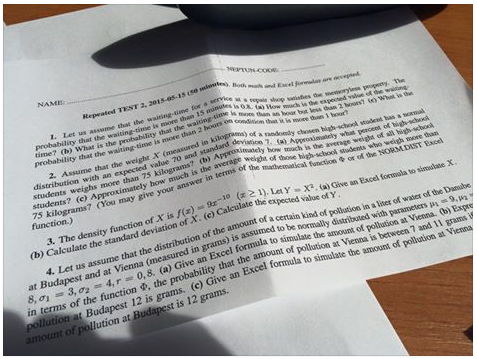 NAME: ............ NEPTUN-CODE: ............
Repeated TEST 2, 2015-05-15 (50 minutes). Both math and Excel formulas are accepted.
1. Let us assume that the waiting-time for a service at a repair shop satisfies the memoryless property. The
probability that the waiting-time is more than 15 minutes is 0.8. (a) How much is the expected value of the waiting-
time? (b) What is the probability that the waiting-time is more than an hour but less than 2 hours? (c) What is the
probability that the waiting-time is more than 2 hours on condition that it is more than 1 hour?
2. Assume that the weight X (measured in kilograms) of a randomly chosen high-school student has a normal
distribution with an expected value 70 and standard deviation 7. (a) Approximately what percent of high-school
students weighs more than 75 kilograms? (b) Approximately how much is the average weight of all high-school
students? (c) Approximately how much is the average weight of those high-school students who weigh more than
75 kilograms? (You may give your answer in terms of the mathematical function Φ or of the NORM.DIST Excel
function.)
3. The density function of X is f(x) = 9x⁻¹⁰ (x ≥ 1). Let Y = X². (a) Give an Excel formula to simulate X.
(b) Calculate the standard deviation of X. (c) Calculate the expected value of Y.
4. Let us assume that the distribution of the amount of a certain kind of pollution in a liter of water of the Danube
at Budapest and at Vienna (measured in grams) is assumed to be normally distributed with parameters μ₁ = 9, μ₂ =
8, σ₁ = 3, σ₂ = 4, r = 0,8. (a) Give an Excel formula to simulate the amount of pollution at Vienna. (b) Express
in terms of the function Φ, the probability that the amount of pollution at Vienna is between 7 and 11 grams if
pollution at Budapest 12 is grams. (c) Give an Excel formula to simulate the amount of pollution at Vienna
amount of pollution at Budapest is 12 grams.